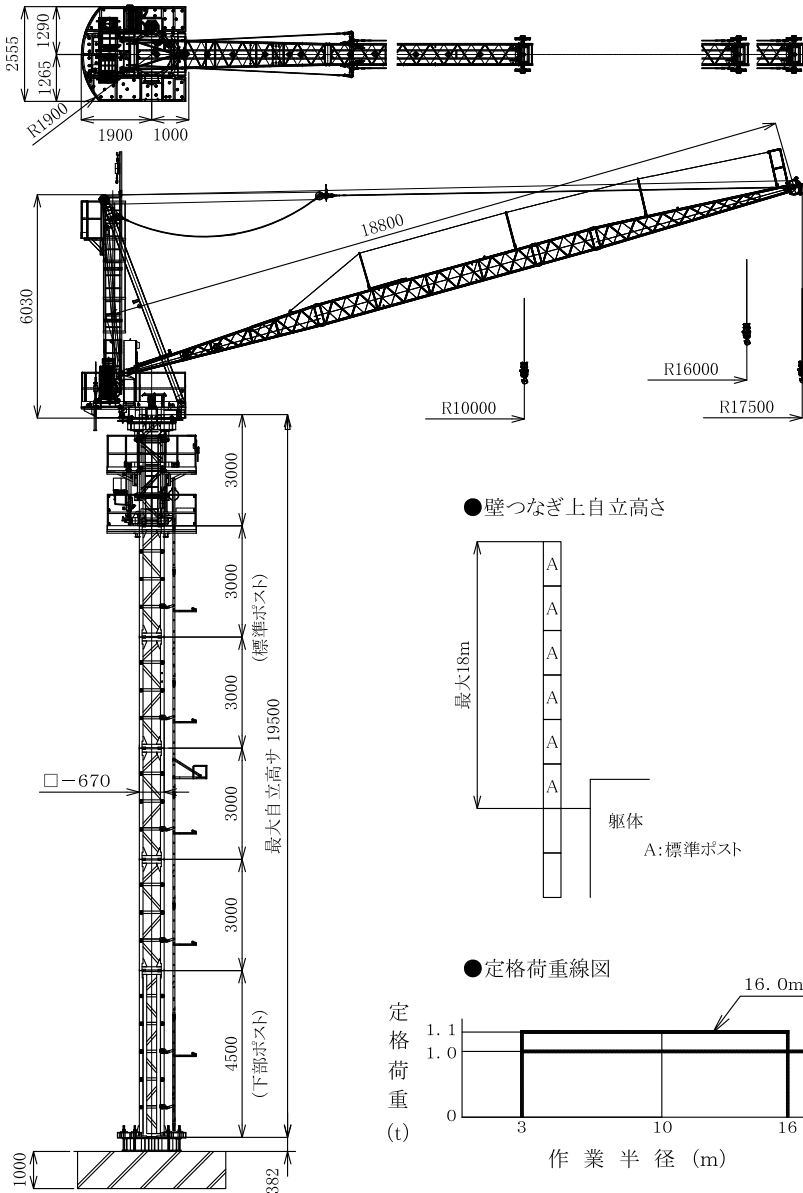 2555
1290
1265
R1900
1900
1000
18800
6030
R10000
R16000
R17500
3000
3000
(標準ポスト)
3000
3000
3000
4500
(下部ポスト)
最大自立高サ 19500
□−670
1000
382
●壁つなぎ上自立高さ
最大18m
A
A
A
A
A
A
躯体
A:標準ポスト
●定格荷重線図
16. 0m
定格荷重
(t)
1. 1
1. 0
0
3
10
16
作 業 半 径 (m)